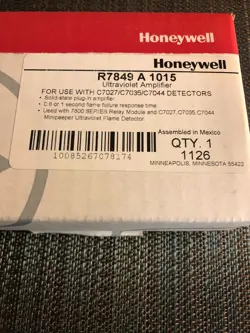 Honeywell
Honeywell
R7849 A 1015
Ultraviolet Amplifier
FOR USE WITH C7027/C7035/C7044 DETECTORS
• Solid-state plug-in amplifier.
• 0.8 or 1 second flame failure response time.
• Used with 7800 SERIES Relay Module and C7027,C7035,C7044
Minipeeper Ultraviolet Flame Detector.
Assembled in Mexico
QTY. 1
1126
MINNEAPOLIS, MINNESOTA 55422
10085267078174